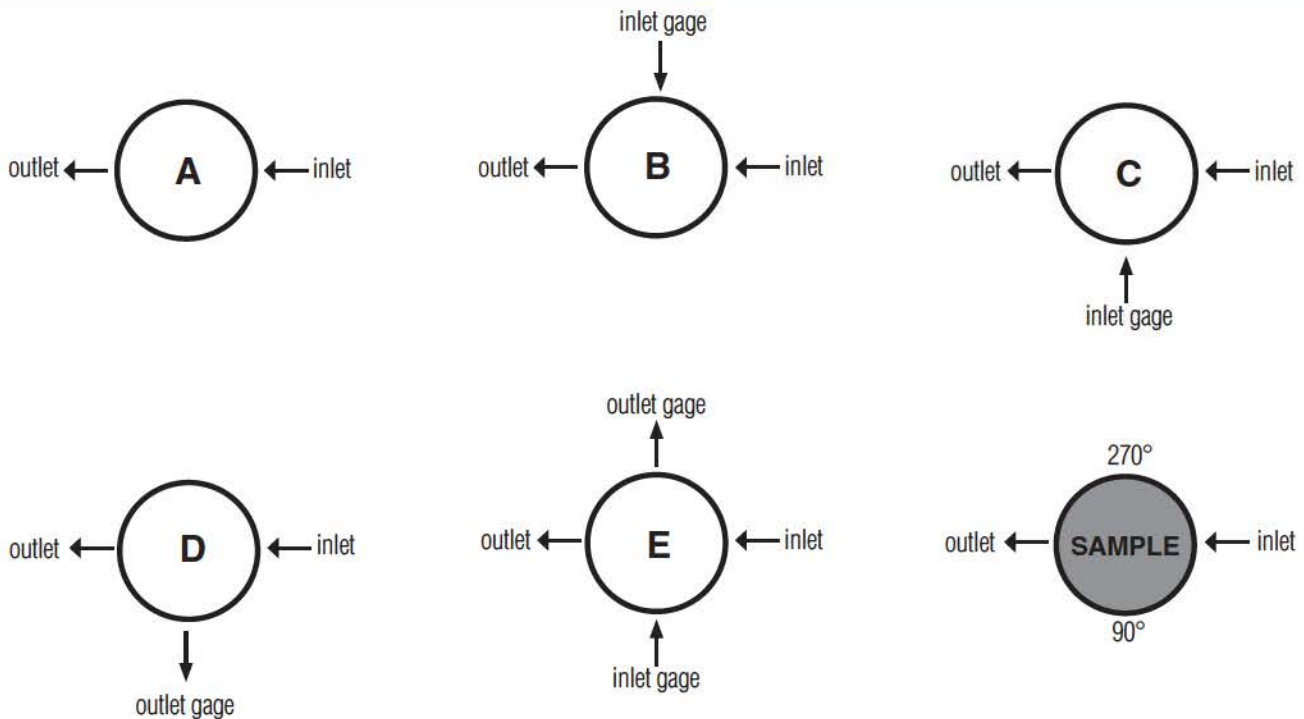 inlet gage
outlet A inlet
outlet B inlet
outlet C inlet
inlet gage
outlet gage
270°
outlet D inlet
outlet E inlet
outlet SAMPLE inlet
90°
inlet gage
outlet gage